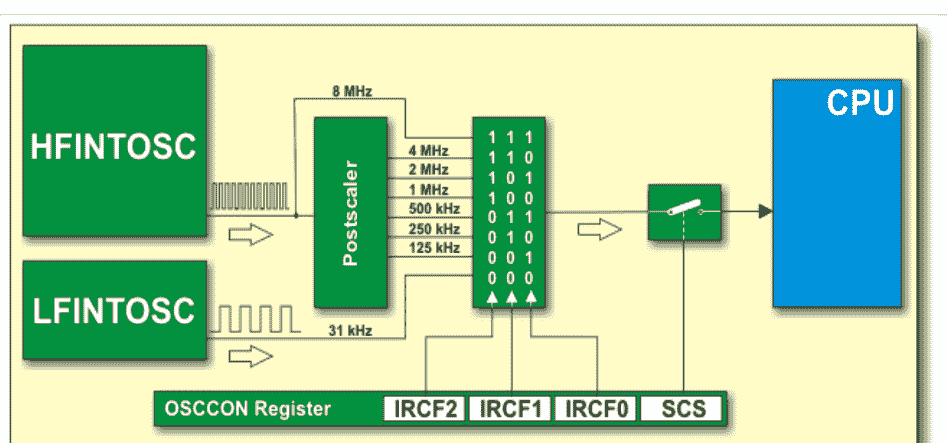 HFINTOSC
LFINTOSC
8 MHz
Postscaler
4 MHz
2 MHz
1 MHz
500 kHz
250 kHz
125 kHz
31 kHz
1 1 1
1 1 0
1 0 1
1 0 0
0 1 1
0 1 0
0 0 1
0 0 0
CPU
OSCCON Register IRCF2 IRCF1 IRCF0 SCS